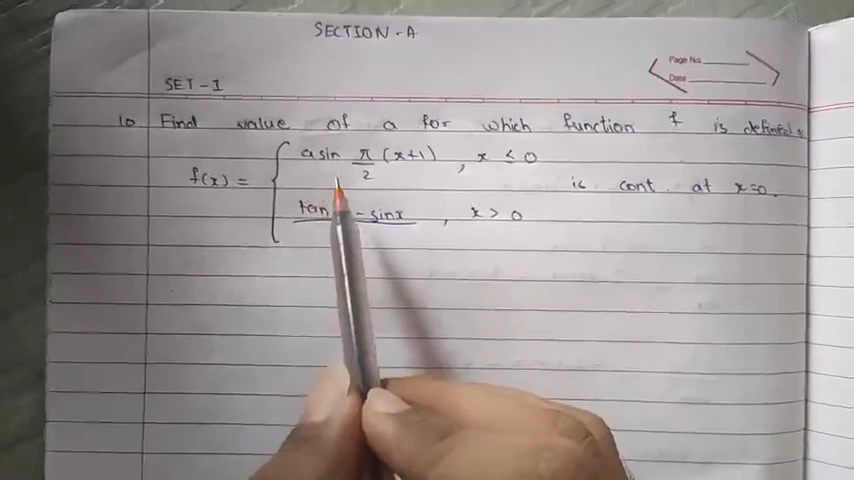 SECTION - A
Page No.
Date
SET - I
10 Find value of a for which function f is defined
f(x) = { a sin π/2 (x+1) , x ≤ 0
is cont at x=0.
tan - sinx , x > 0